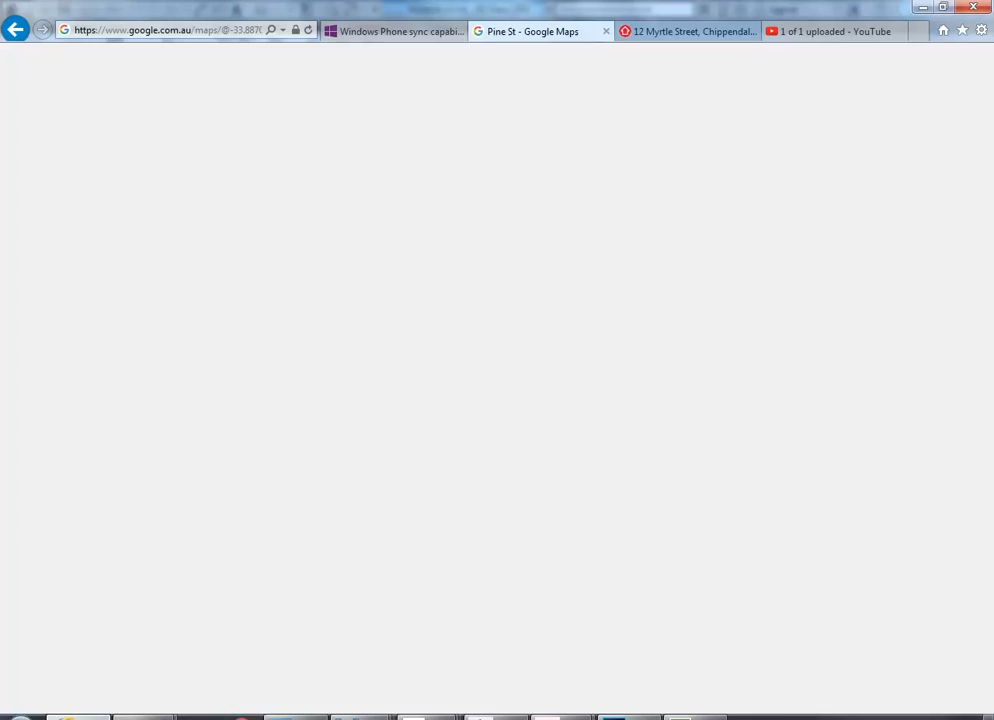 https://www.google.com.au/maps/@-33.887(
Windows Phone sync capabi...
Pine St - Google Maps
12 Myrtle Street, Chippendal...
1 of 1 uploaded - YouTube